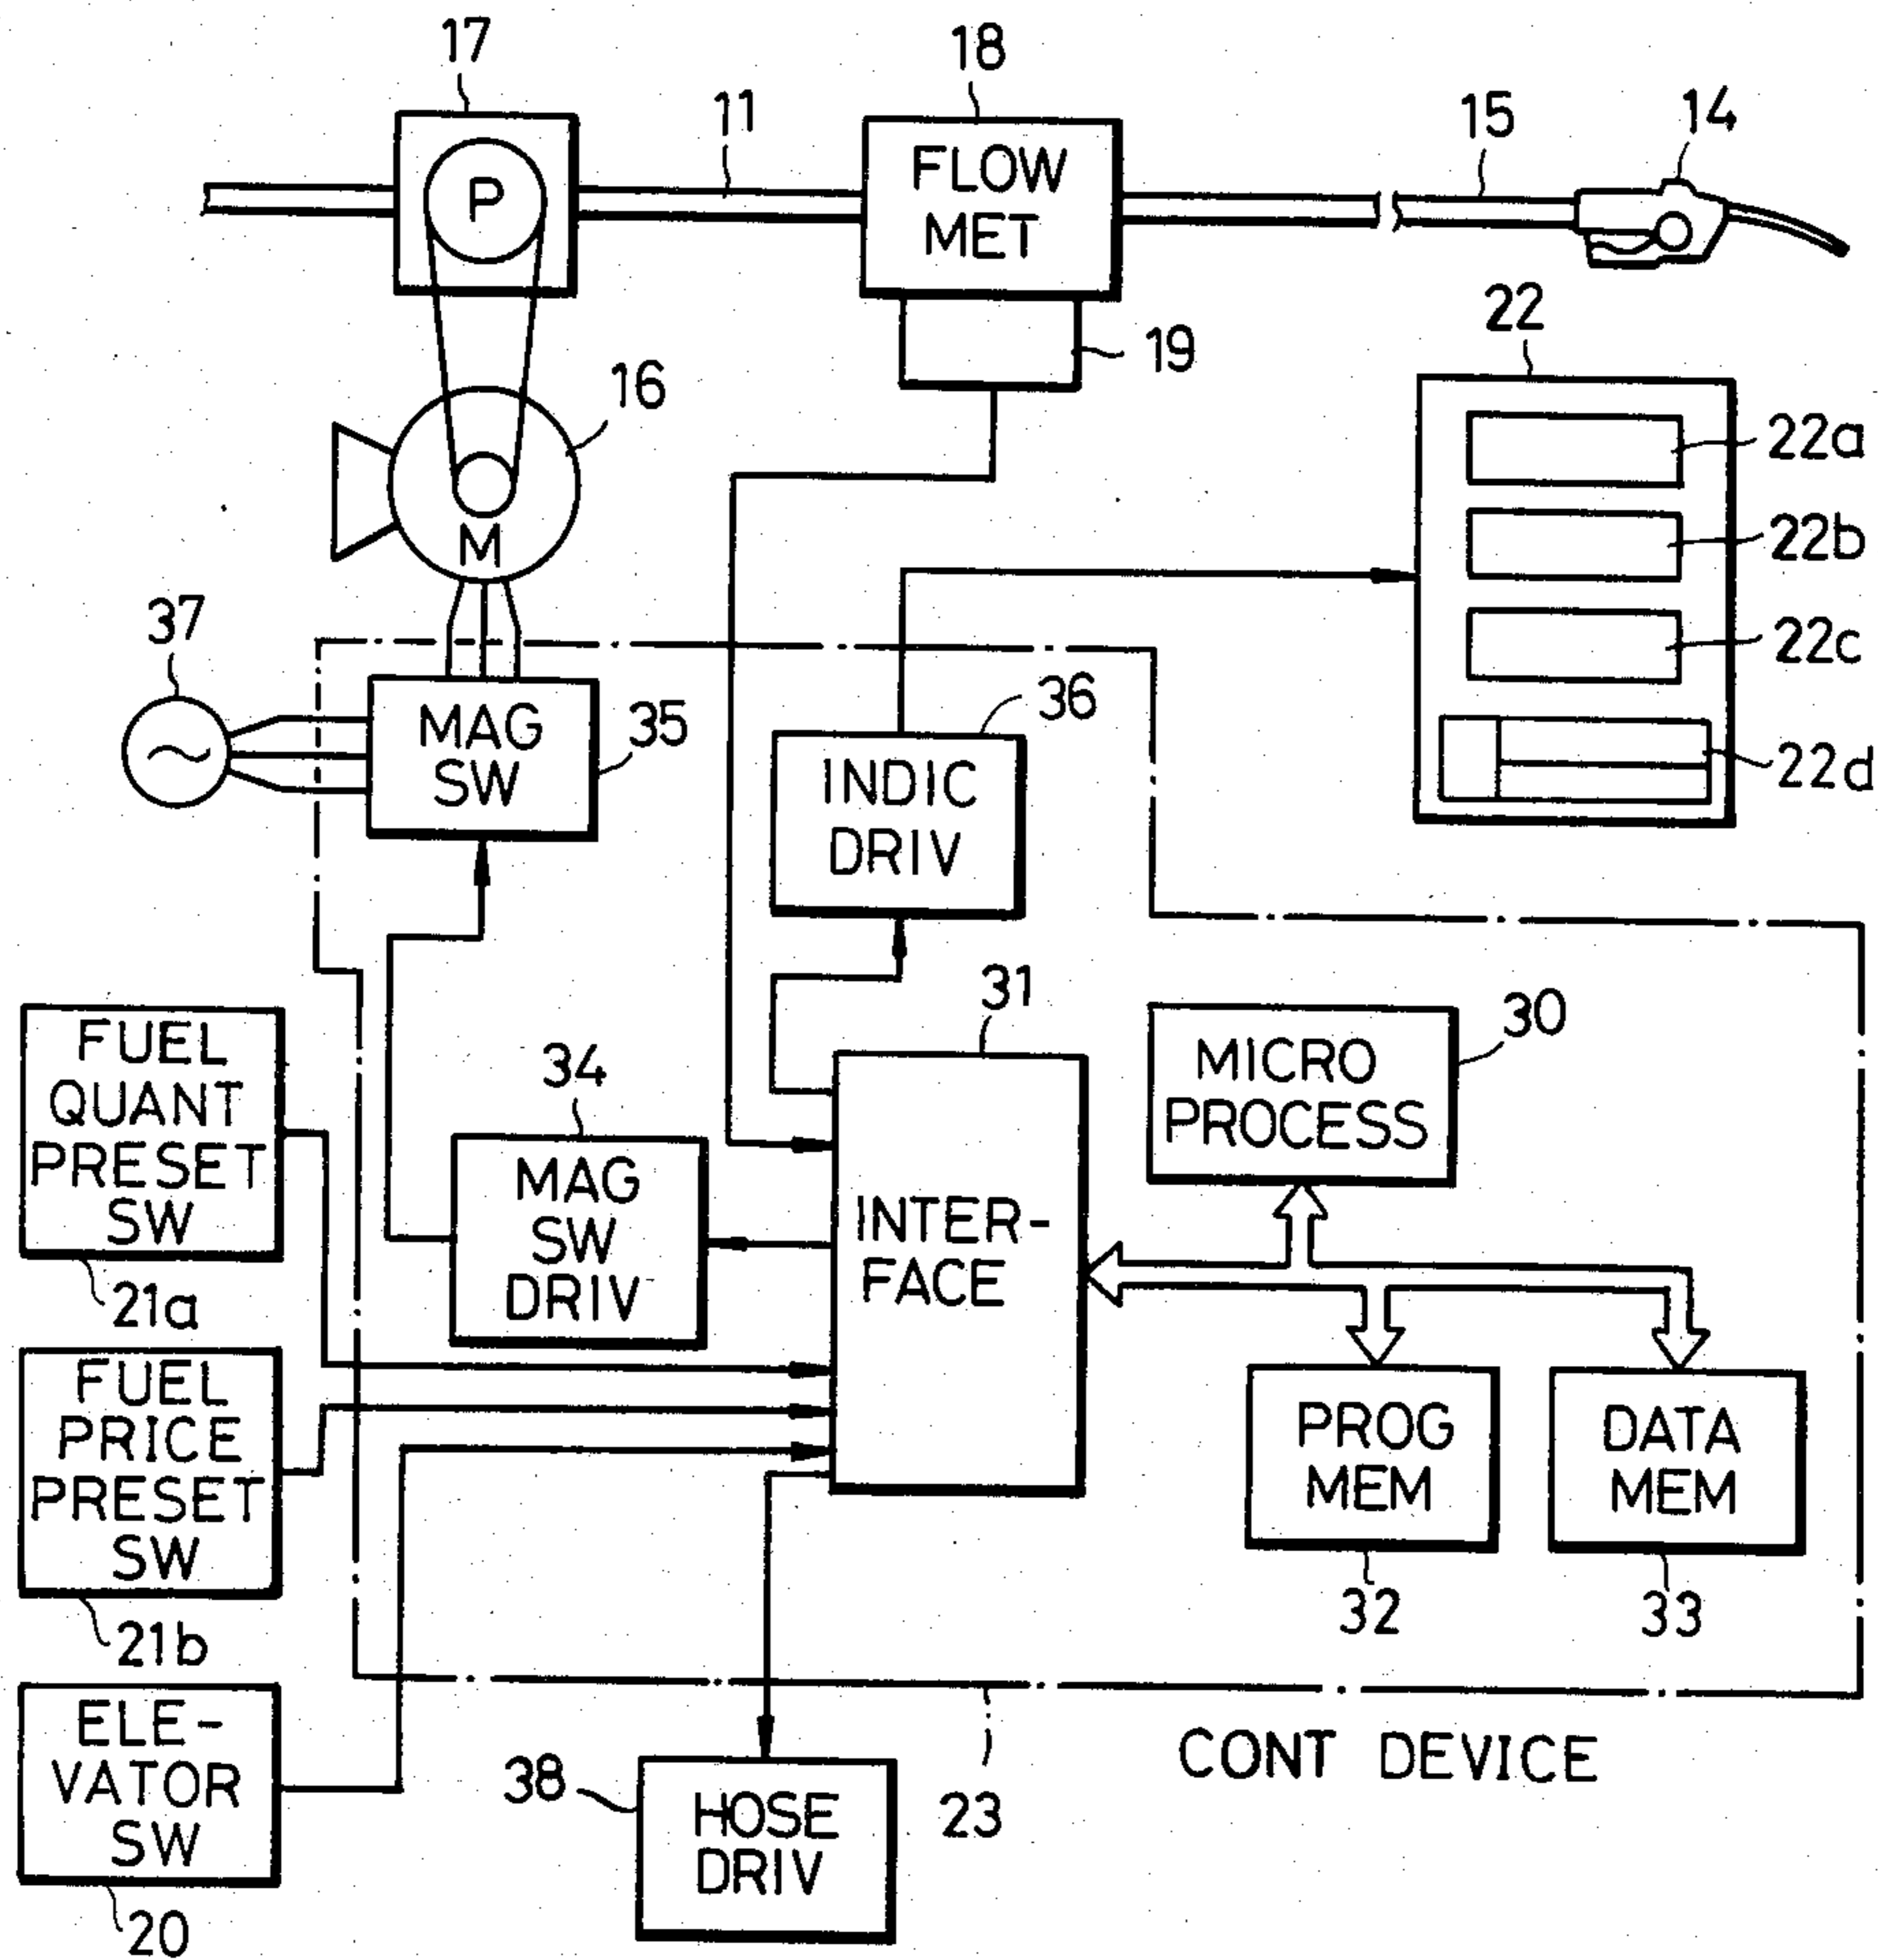 17
18
11
15
14
P
FLOW
MET
22
19
16
22a
22b
M
37
22c
36
35
MAG
SW
22d
INDIC
DRIV
31
30
FUEL
QUANT
PRESET
SW
34
MICRO
PROCESS
MAG
SW
DRIV
INTER-
FACE
21a
FUEL
PRICE
PRESET
SW
PROG
MEM
DATA
MEM
32
33
21b
ELE-
VATOR
SW
CONT DEVICE
38
23
HOSE
DRIV
20